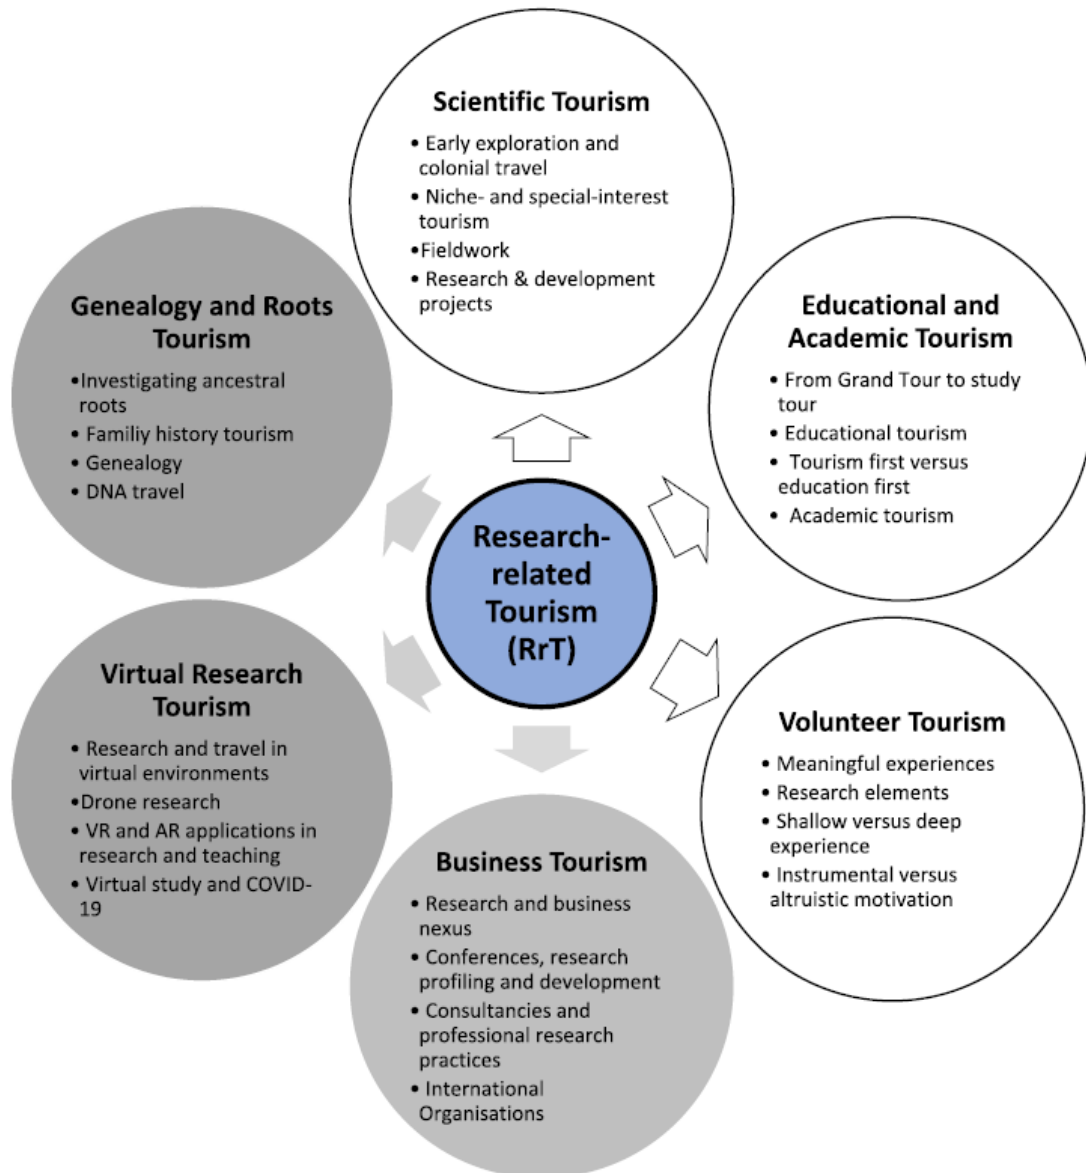 Scientific Tourism
• Early exploration and
colonial travel
• Niche- and special-interest
tourism
•Fieldwork
• Research & development
projects
Educational and
Academic Tourism
• From Grand Tour to study
tour
• Educational tourism
• Tourism first versus
education first
• Academic tourism
Volunteer Tourism
• Meaningful experiences
• Research elements
• Shallow versus deep
experience
• Instrumental versus
altruistic motivation
Business Tourism
• Research and business
nexus
• Conferences, research
profiling and development
• Consultancies and
professional research
practices
• International
Organisations
Virtual Research
Tourism
• Research and travel in
virtual environments
•Drone research
• VR and AR applications in
research and teaching
• Virtual study and COVID-
19
Genealogy and Roots
Tourism
•Investigating ancestral
roots
• Familiy history tourism
• Genealogy
• DNA travel
Research-
related
Tourism
(RrT)